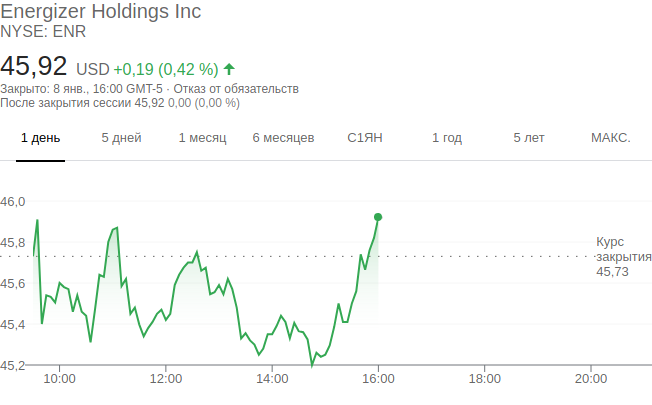 Energizer Holdings Inc
NYSE: ENR
45,92 USD +0,19 (0,42 %)
Закрыто: 8 янв., 16:00 GMT-5 · Отказ от обязательств
После закрытия сессии 45,92 0,00 (0,00 %)
1 день 5 дней 1 месяц 6 месяцев С1ЯН 1 год 5 лет МАКС.
46,0
45,8
45,6
45,4
45,2
Курс
закрытия
45,73
10:00 12:00 14:00 16:00 18:00 20:00